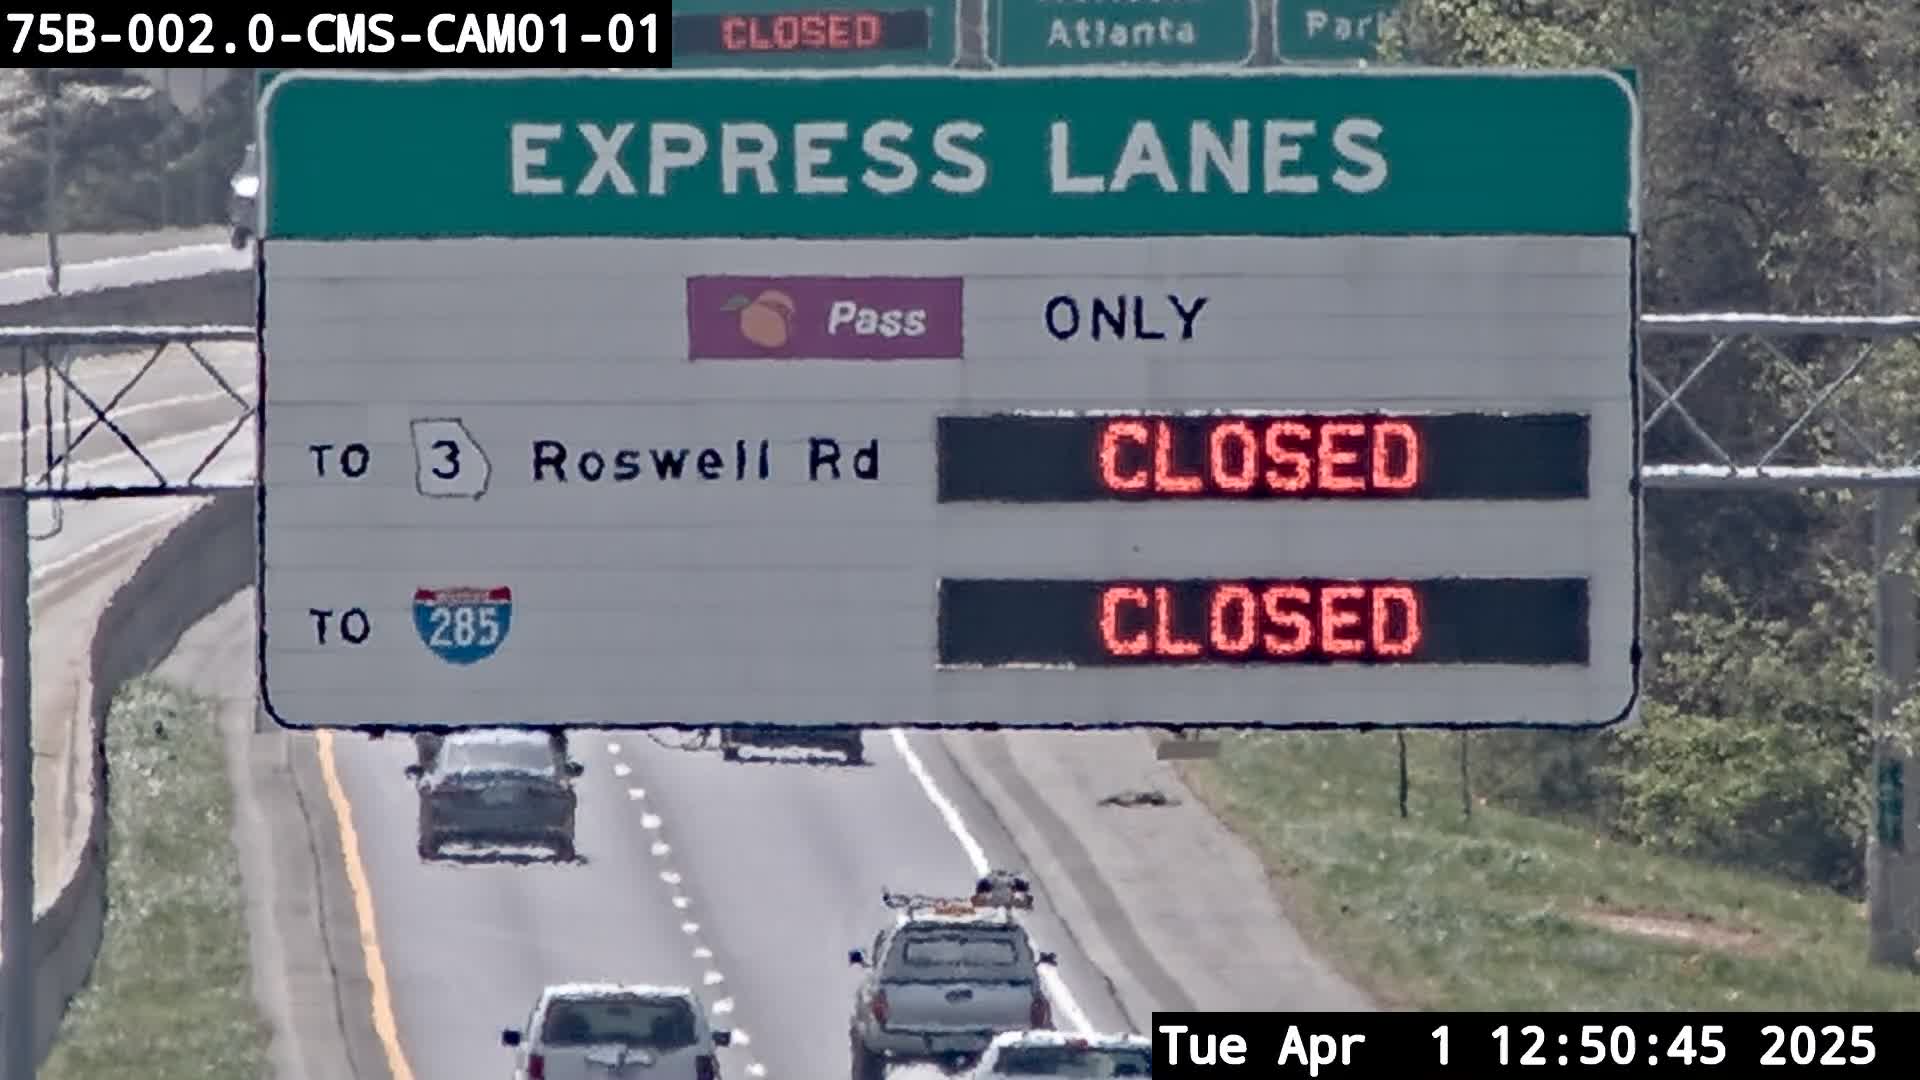 75B-002.0-CMS-CAM01-01
CLOSED
Atlanta
Park
EXPRESS LANES
Pass ONLY
TO 3 Roswell Rd CLOSED
TO 285 CLOSED
Tue Apr 1 12:50:45 2025